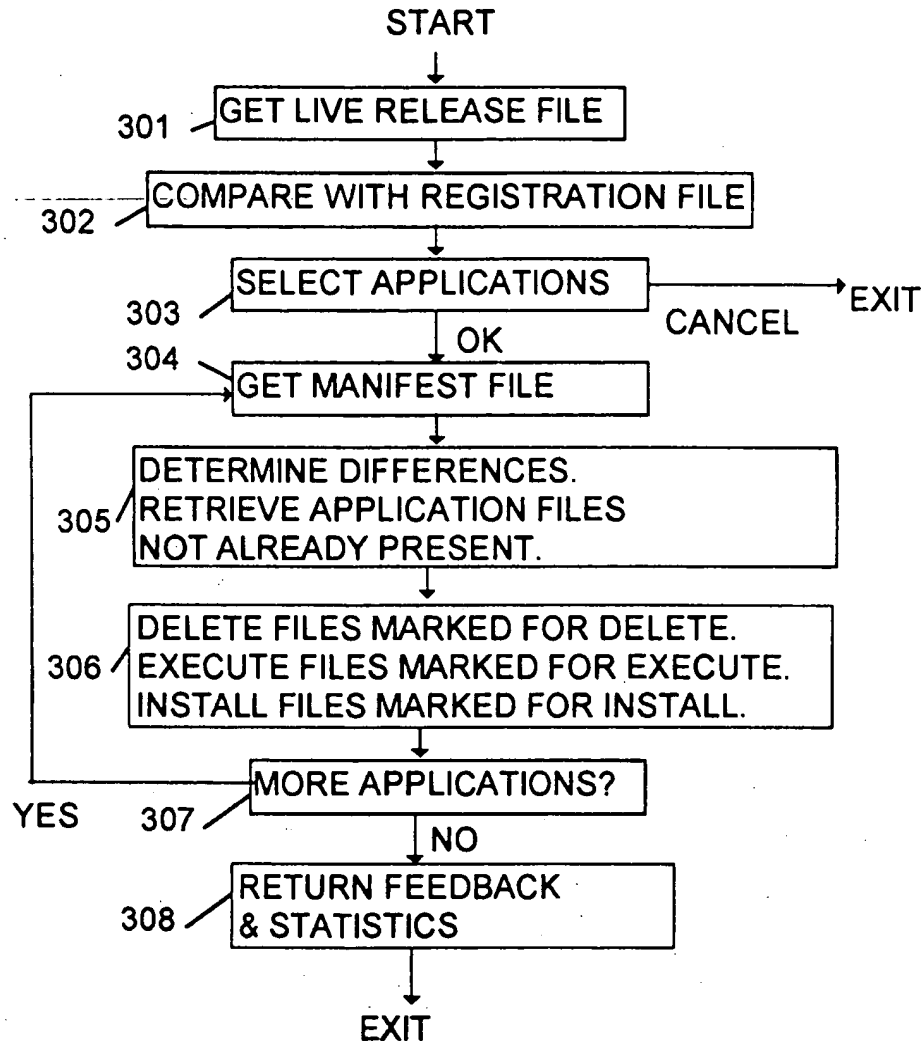 START
301
GET LIVE RELEASE FILE
302
COMPARE WITH REGISTRATION FILE
303
SELECT APPLICATIONS
CANCEL
EXIT
OK
304
GET MANIFEST FILE
305
DETERMINE DIFFERENCES.
RETRIEVE APPLICATION FILES
NOT ALREADY PRESENT.
306
DELETE FILES MARKED FOR DELETE.
EXECUTE FILES MARKED FOR EXECUTE.
INSTALL FILES MARKED FOR INSTALL.
307
MORE APPLICATIONS?
YES
NO
308
RETURN FEEDBACK
& STATISTICS
EXIT